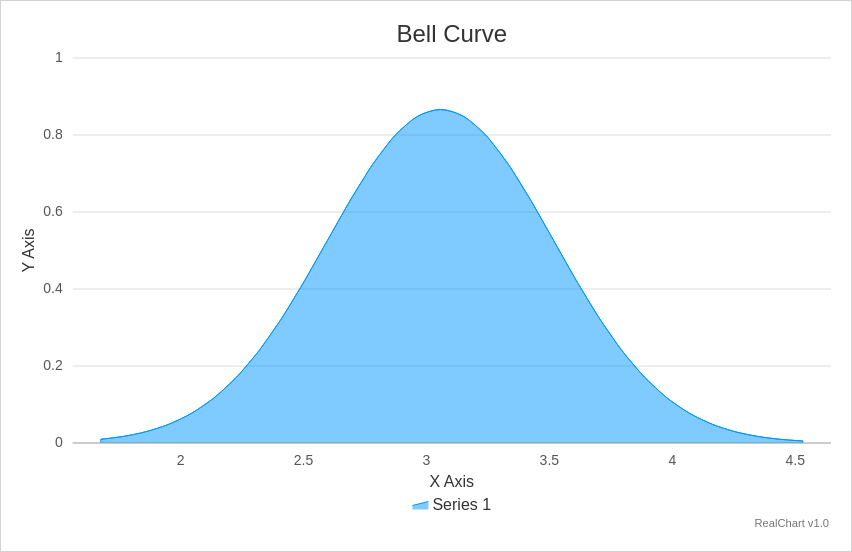 Bell Curve
1
0.8
0.6
0.4
0.2
0
Y Axis
2 2.5 3 3.5 4 4.5
X Axis
Series 1
RealChart v1.0